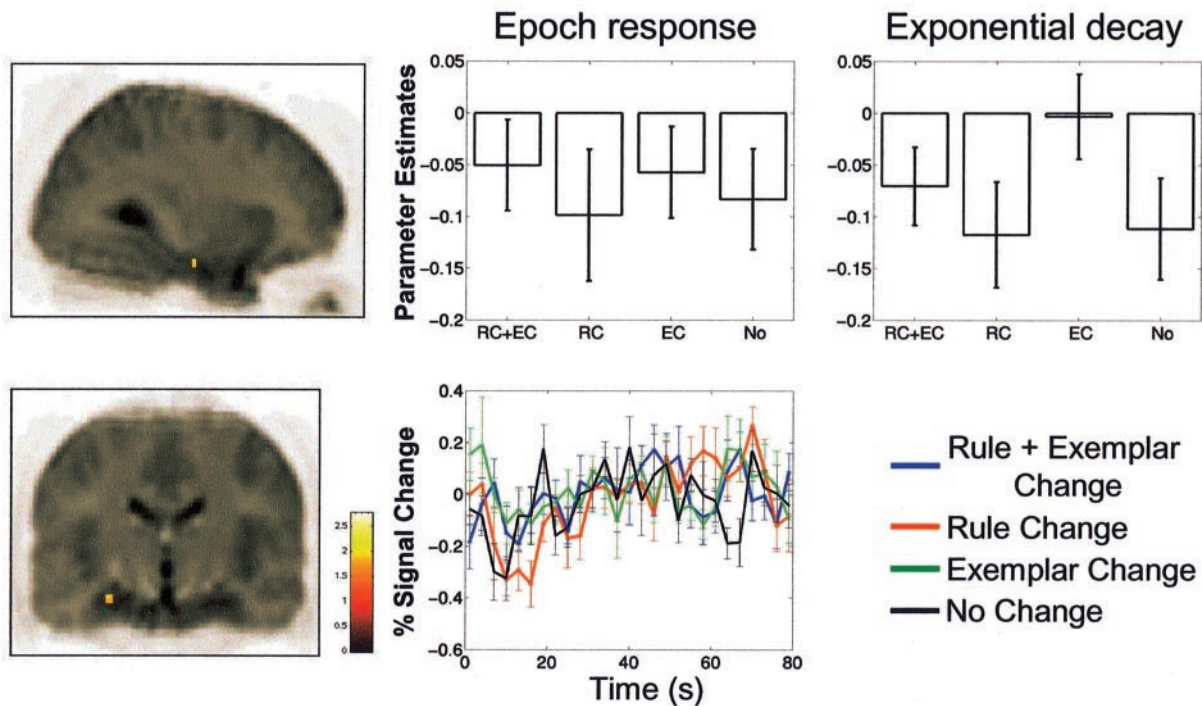 Epoch response
Exponential decay
Parameter Estimates
0.05
0
-0.05
-0.1
-0.15
-0.2
RC+EC RC EC No
0.05
0
-0.05
-0.1
-0.15
-0.2
RC+EC RC EC No
2.5
2
1.5
1
0.5
0
% Signal Change
0.4
0.2
0
-0.2
-0.4
-0.6
0 20 40 60 80
Time (s)
Rule + Exemplar
Change
Rule Change
Exemplar Change
No Change